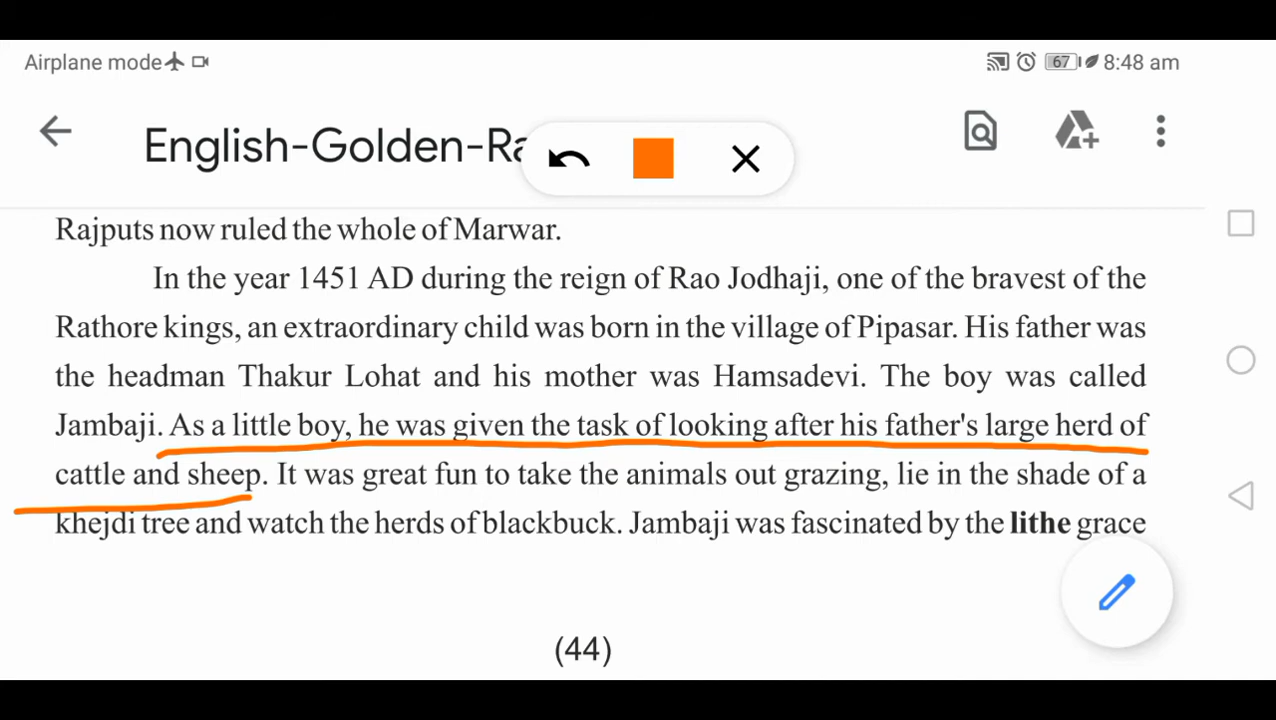 Airplane mode 67 8:48 am
English-Golden-Ra
Rajputs now ruled the whole of Marwar.
In the year 1451 AD during the reign of Rao Jodhaji, one of the bravest of the
Rathore kings, an extraordinary child was born in the village of Pipasar. His father was
the headman Thakur Lohat and his mother was Hamsadevi. The boy was called
Jambaji. As a little boy, he was given the task of looking after his father's large herd of
cattle and sheep. It was great fun to take the animals out grazing, lie in the shade of a
khejdi tree and watch the herds of blackbuck. Jambaji was fascinated by the lithe grace
(44)